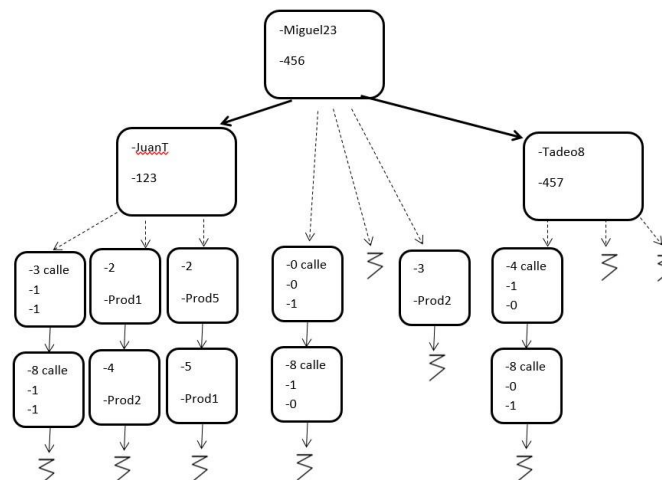 -Miguel23
-456
-JuanT
-123
-Tadeo8
-457
-3 calle
-1
-1
-2
-Prod1
-2
-Prod5
-0 calle
-0
-1
-3
-Prod2
-4 calle
-1
-0
-8 calle
-1
-1
-4
-Prod2
-5
-Prod1
-8 calle
-1
-0
-8 calle
-0
-1